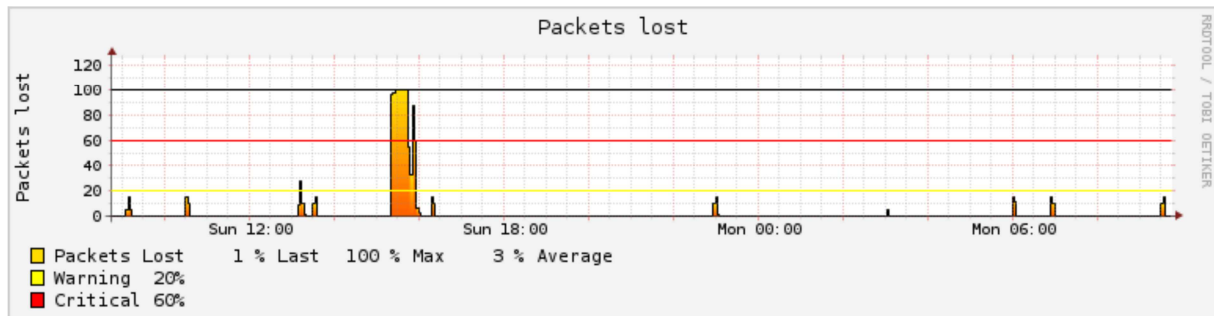 Packets lost
RRDTOOL / TOBI OETIKER
Packets lost
120
100
80
60
40
20
0
Sun 12:00 Sun 18:00 Mon 00:00 Mon 06:00
Packets Lost 1 % Last 100 % Max 3 % Average
Warning 20%
Critical 60%